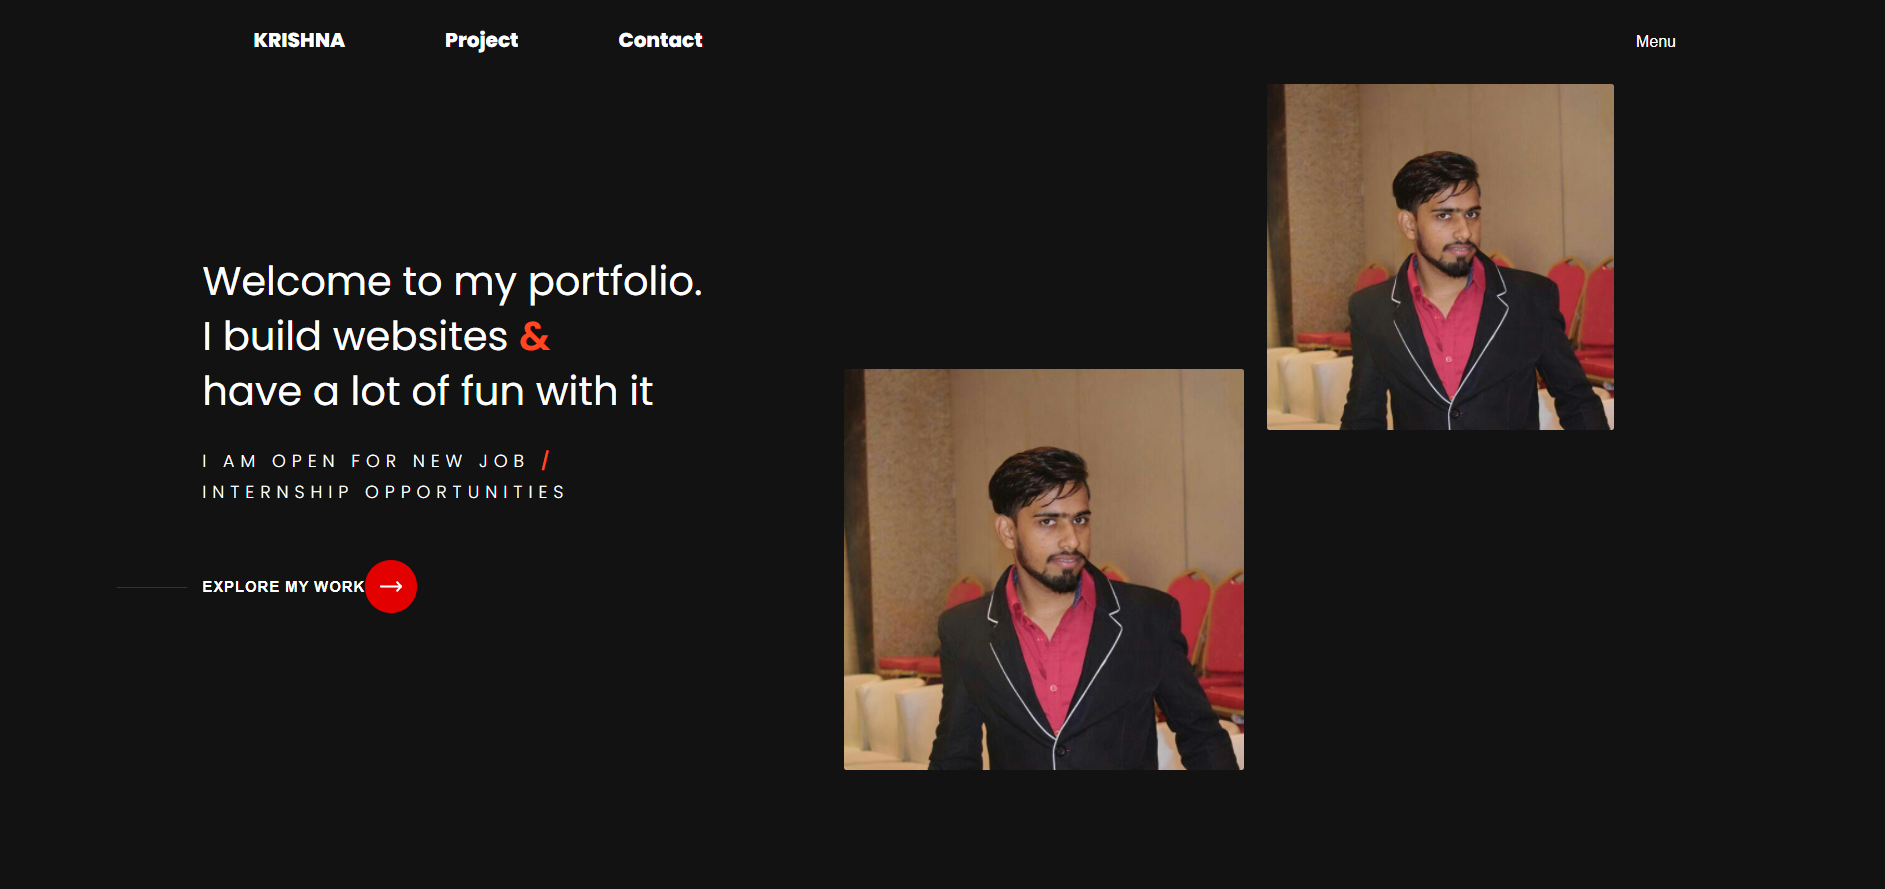 KRISHNA Project Contact Menu
Welcome to my portfolio.
I build websites &
have a lot of fun with it
I AM OPEN FOR NEW JOB /
INTERNSHIP OPPORTUNITIES
EXPLORE MY WORK